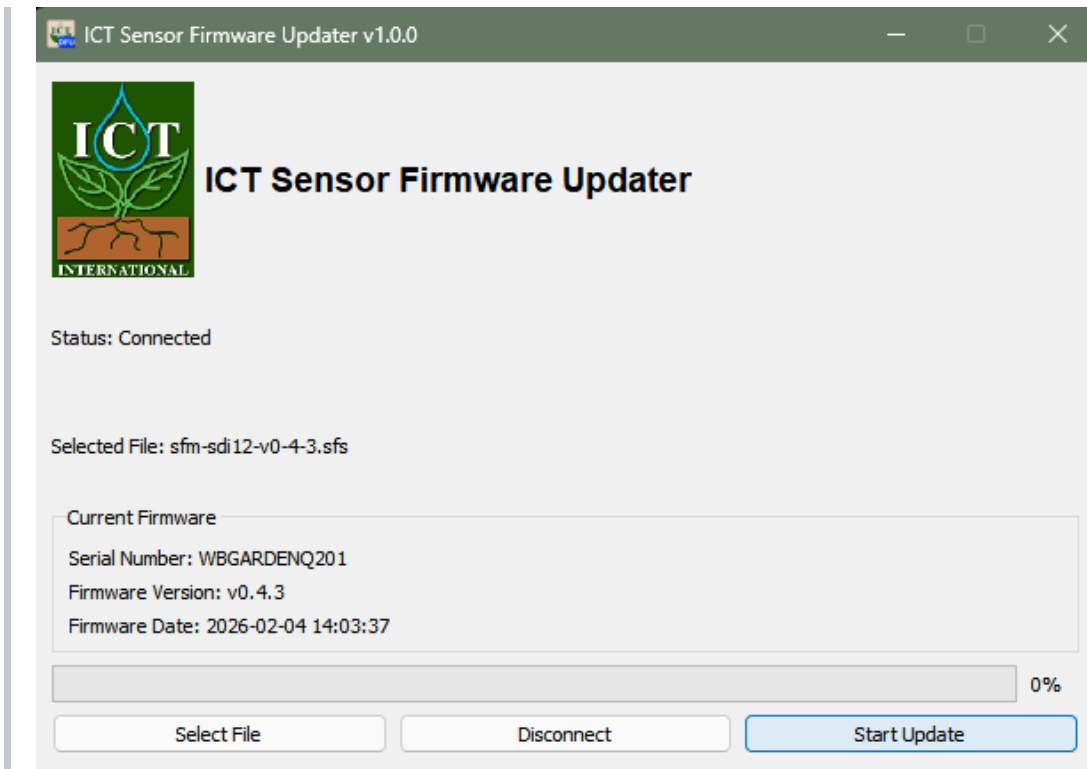 ICT Sensor Firmware Updater v1.0.0
ICT
INTERNATIONAL
ICT Sensor Firmware Updater
Status: Connected
Selected File: sfm-sdi12-v0-4-3.sfs
Current Firmware
Serial Number: WBGARDENQ201
Firmware Version: v0.4.3
Firmware Date: 2026-02-04 14:03:37
0%
Select File Disconnect Start Update